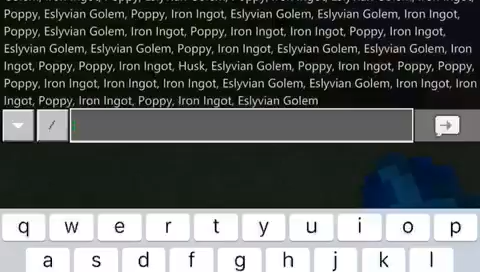 Poppy, Eslyvian Golem, Poppy, Iron Ingot, Eslyvian Golem, Eslyvian Golem, Iron Ingot,
Poppy, Eslyvian Golem, Iron Ingot, Poppy, Iron Ingot, Iron Ingot, Poppy, Iron Ingot,
Eslyvian Golem, Eslyvian Golem, Poppy, Iron Ingot, Eslyvian Golem, Eslyvian Golem, Iron
Ingot, Poppy, Poppy, Iron Ingot, Husk, Eslyvian Golem, Poppy, Iron Ingot, Poppy, Poppy,
Poppy, Iron Ingot, Iron Ingot, Iron Ingot, Eslyvian Golem, Eslyvian Golem, Iron Ingot, Iron
Ingot, Poppy, Iron Ingot, Poppy, Iron Ingot, Eslyvian Golem
/
q w e r t y u i o p
a s d f g h j k l